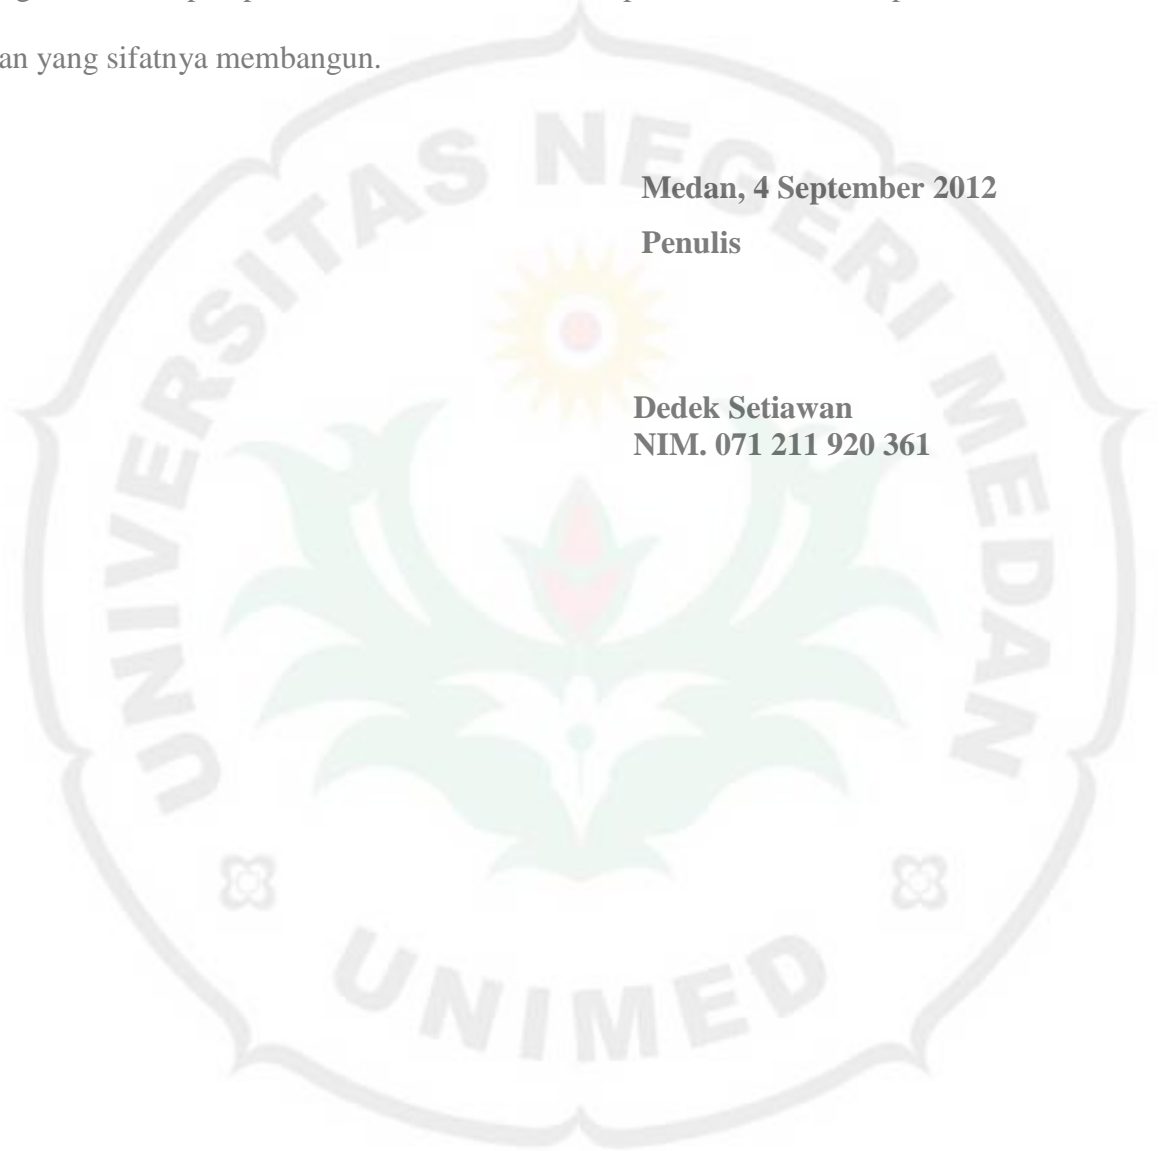 an yang sifatnya membangun.
Medan, 4 September 2012
Penulis
Dedek Setiawan
NIM. 071 211 920 361
UNIVERSITAS NEGERI MEDAN
UNIMED